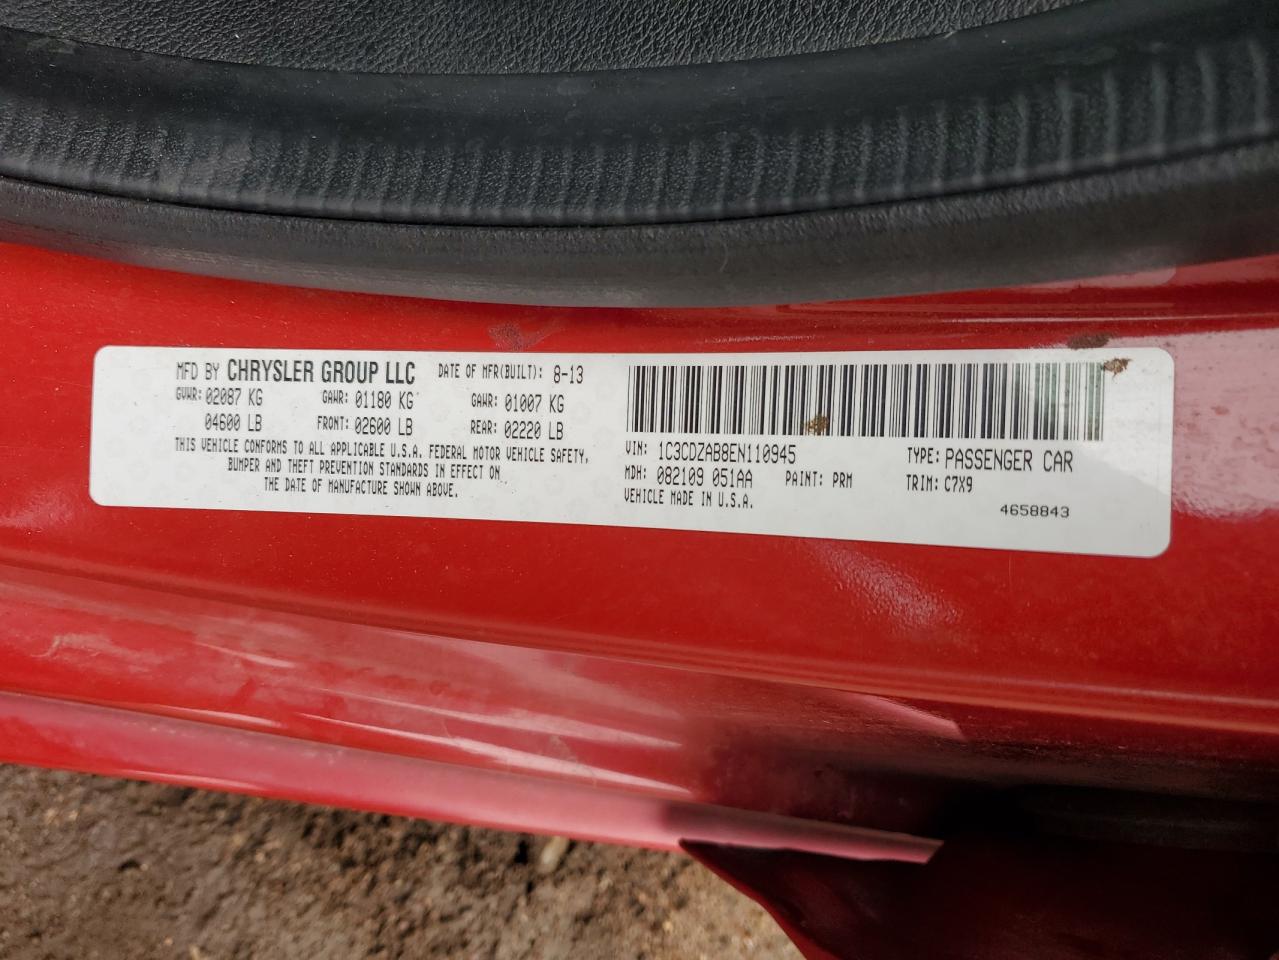 MFD BY CHRYSLER GROUP LLC DATE OF MFR(BUILT): 8-13
GVWR: 02087 KG GAWR: 01180 KG GAWR: 01007 KG
04600 LB FRONT: 02600 LB REAR: 02220 LB
THIS VEHICLE CONFORMS TO ALL APPLICABLE U.S.A. FEDERAL MOTOR VEHICLE SAFETY,
BUMPER AND THEFT PREVENTION STANDARDS IN EFFECT ON
THE DATE OF MANUFACTURE SHOWN ABOVE.
VIN: 1C3CDZAB8EN110945 TYPE: PASSENGER CAR
MDH: 082109 051AA PAINT: PRM TRIM: C7X9
VEHICLE MADE IN U.S.A. 4658843